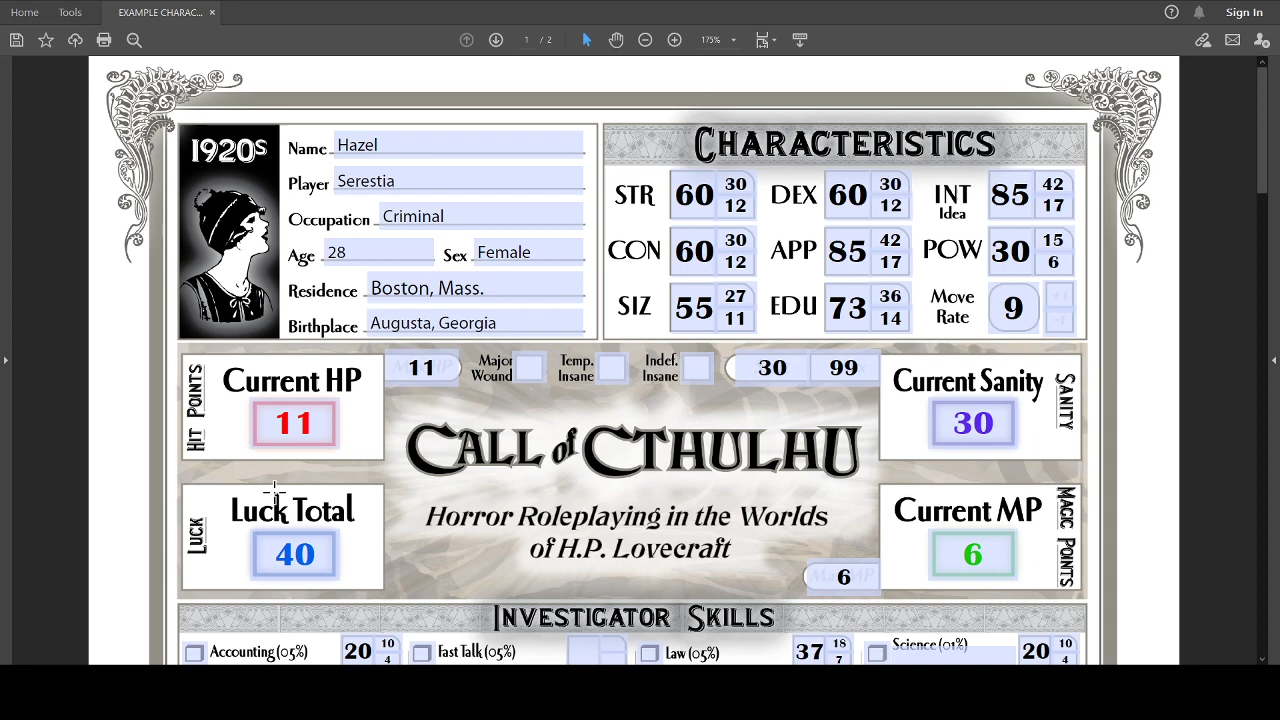 Home Tools EXAMPLE CHARAC... × Sign In
1 / 2 175%
1920s
Name Hazel
Player Serestia
Occupation Criminal
Age 28 Sex Female
Residence Boston, Mass.
Birthplace Augusta, Georgia
CHARACTERISTICS
STR 60 30 12 DEX 60 30 12 INT Idea 85 42 17
CON 60 30 12 APP 85 42 17 POW 30 15 6
SIZ 55 27 11 EDU 73 36 14 Move Rate 9 +1 -1
HIT POINTS
Current HP
11
11
Major Wound
Temp. Insane
Indef. Insane
30 99
Current Sanity
30
SANITY
CALL of CTHULHU
Horror Roleplaying in the Worlds
of H.P. Lovecraft
LUCK
Luck Total
40
6
Current MP
6
MAGIC POINTS
INVESTIGATOR SKILLS
Accounting (05%) 20 10 4 Fast Talk (05%) Law (05%) 37 18 7 Science (01%) 20 10 4